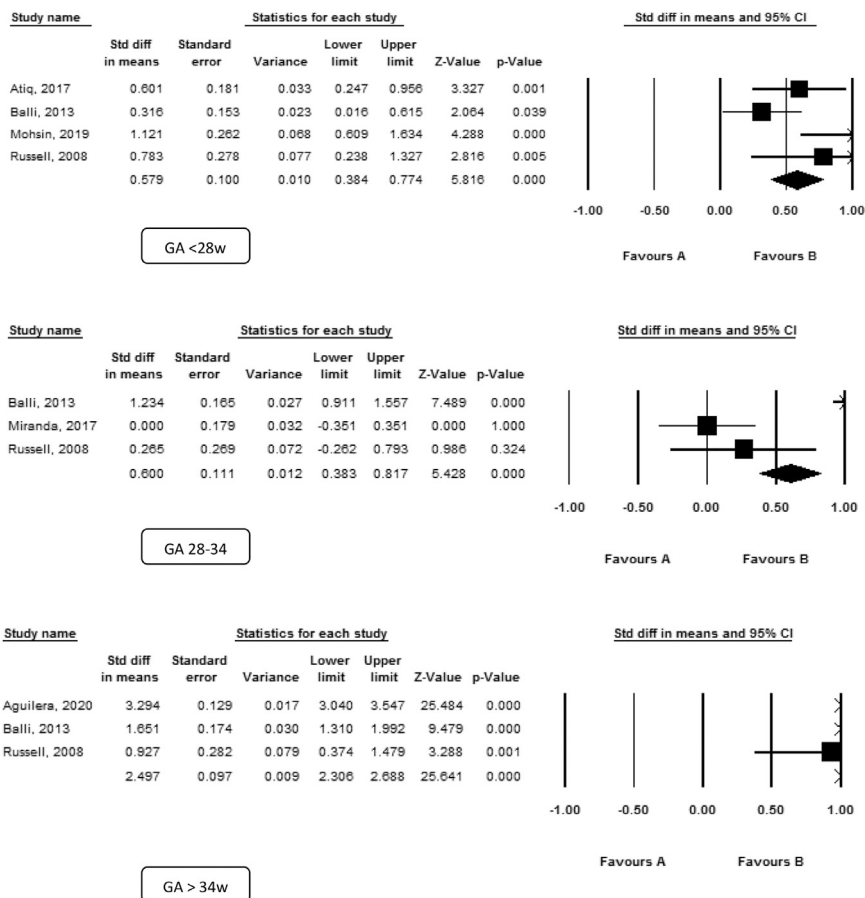 Study name Statistics for each study Std diff in means and 95% CI
Std diff Standard Lower Upper
in means error Variance limit limit Z-Value p-Value
Atiq, 2017 0.601 0.181 0.033 0.247 0.956 3.327 0.001
Balli, 2013 0.316 0.153 0.023 0.016 0.615 2.064 0.039
Mohsin, 2019 1.121 0.262 0.068 0.609 1.634 4.288 0.000
Russell, 2008 0.783 0.278 0.077 0.238 1.327 2.816 0.005
0.579 0.100 0.010 0.384 0.774 5.816 0.000
-1.00 -0.50 0.00 0.50 1.00
GA <28w
Favours A Favours B
Study name Statistics for each study Std diff in means and 95% CI
Std diff Standard Lower Upper
in means error Variance limit limit Z-Value p-Value
Balli, 2013 1.234 0.165 0.027 0.911 1.557 7.489 0.000
Miranda, 2017 0.000 0.179 0.032 -0.351 0.351 0.000 1.000
Russell, 2008 0.265 0.269 0.072 -0.262 0.793 0.986 0.324
0.600 0.111 0.012 0.383 0.817 5.428 0.000
-1.00 -0.50 0.00 0.50 1.00
GA 28-34
Favours A Favours B
Study name Statistics for each study Std diff in means and 95% CI
Std diff Standard Lower Upper
in means error Variance limit limit Z-Value p-Value
Aguilera, 2020 3.294 0.129 0.017 3.040 3.547 25.484 0.000
Balli, 2013 1.651 0.174 0.030 1.310 1.992 9.479 0.000
Russell, 2008 0.927 0.282 0.079 0.374 1.479 3.288 0.001
2.497 0.097 0.009 2.306 2.688 25.641 0.000
-1.00 -0.50 0.00 0.50 1.00
Favours A Favours B
GA > 34w